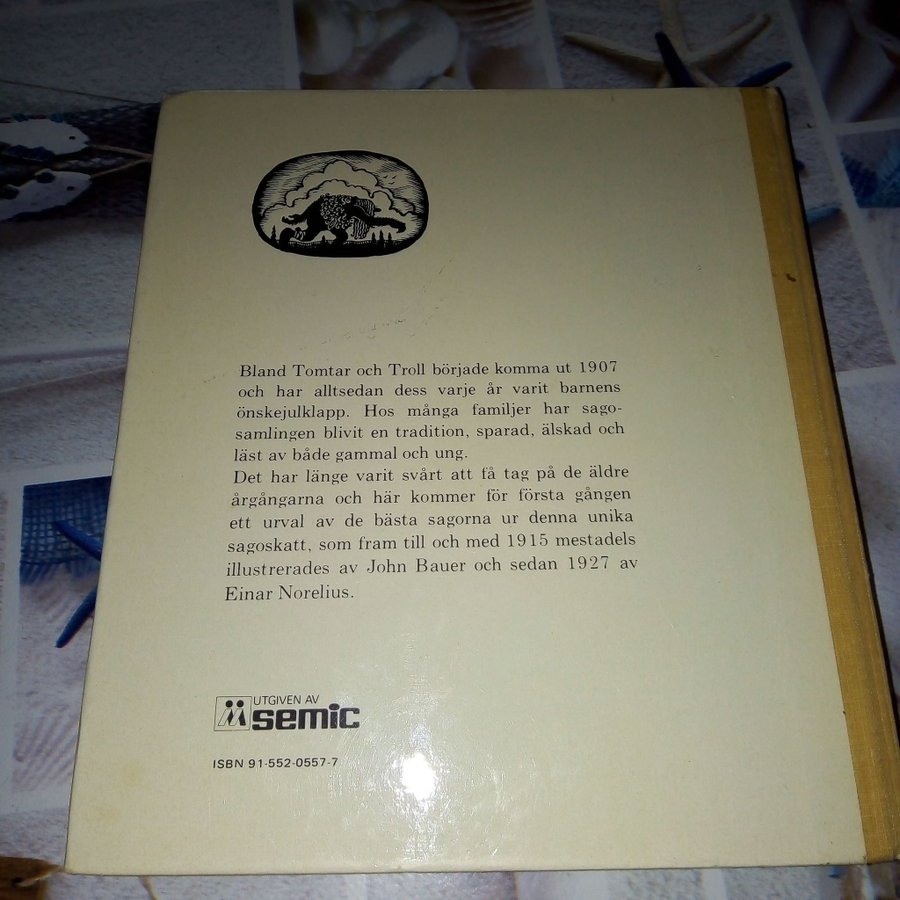 Bland Tomtar och Troll började komma ut 1907
och har alltsedan dess varje år varit barnens
önskejulklapp. Hos många familjer har sago-
samlingen blivit en tradition, sparad, älskad och
läst av både gammal och ung.
Det har länge varit svårt att få tag på de äldre
årgångarna och här kommer för första gången
ett urval av de bästa sagorna ur denna unika
sagoskatt, som fram till och med 1915 mestadels
illustrerades av John Bauer och sedan 1927 av
Einar Norelius.
UTGIVEN AV
semic
ISBN 91-552-0557-7